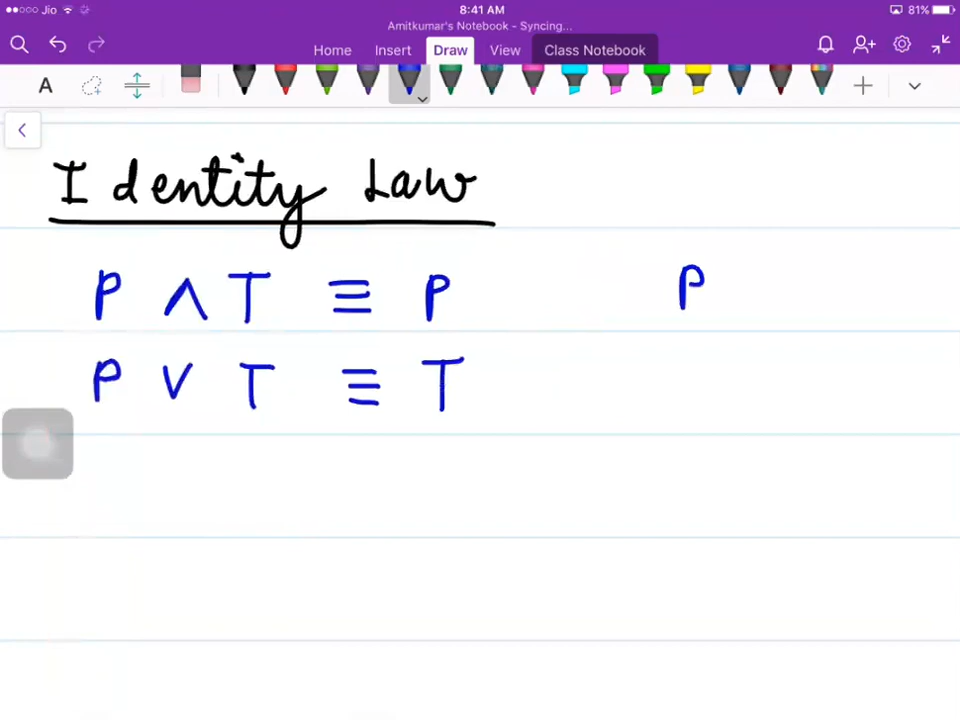 Jio 8:41 AM 81%
Amitkumar's Notebook - Syncing...
Home Insert Draw View Class Notebook
A
Identity Law
P ∧ T ≡ P P
P ∨ T ≡ T